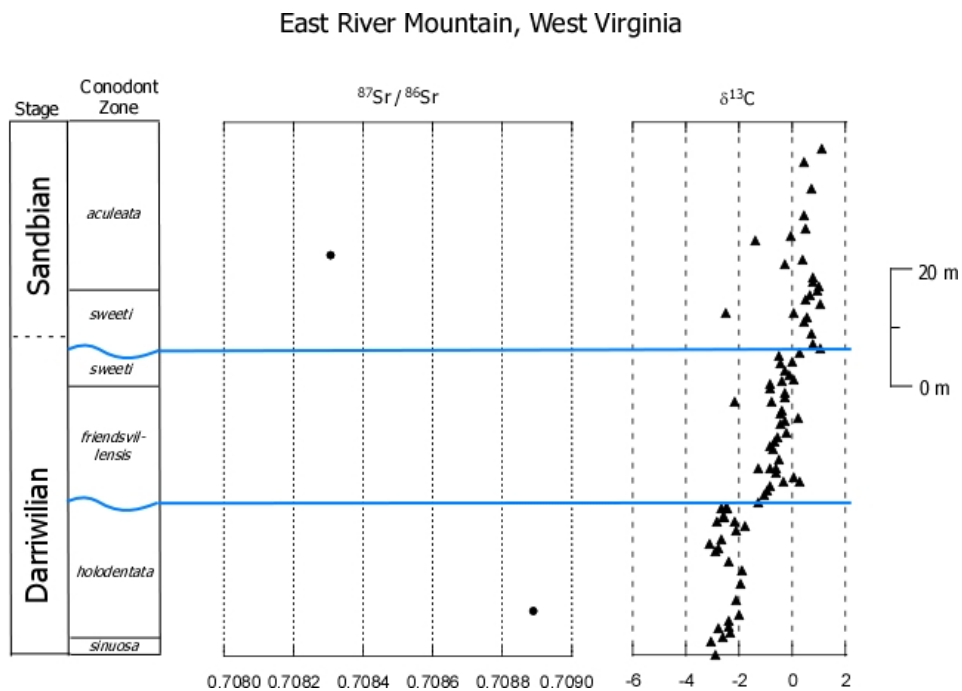 East River Mountain, West Virginia
Stage
Conodont
Zone
⁸⁷Sr / ⁸⁶Sr
δ¹³C
Sandbian
aculeata
sweeti
sweeti
20 m
0 m
Darriwilian
friendsvil-
lensis
holodentata
sinuosa
0.7080 0.7082 0.7084 0.7086 0.7088 0.7090
-6 -4 -2 0 2